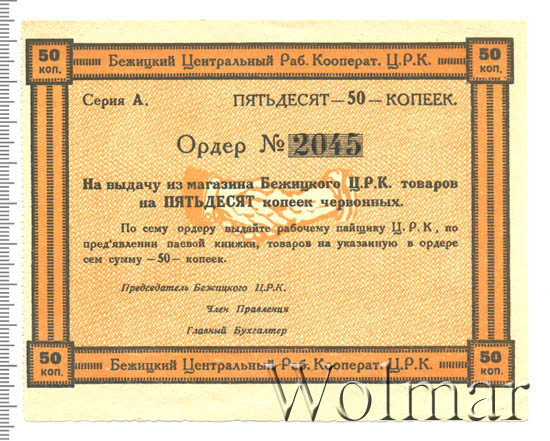 50 коп.
Бежицкий Центральный Раб. Кооперат. Ц.Р.К.
50 коп.
Серия А. ПЯТЬДЕСЯТ —50— КОПЕЕК.
Ордер № 2045
На выдачу из магазина Бежицкого Ц.Р.К. товаров
на ПЯТЬДЕСЯТ копеек червонных.
По сему ордеру выдайте рабочему пайщику Ц.Р.К, по
пред'явлении паевой книжки, товаров на указанную в ордере
сем сумму —50— копеек.
Председатель Бежицкого Ц.Р.К.
Член Правления
Главный Бухгалтер
50 коп.
Бежицкий Центральный Раб. Кооперат. Ц.Р.К.
50 коп.
Wolmar